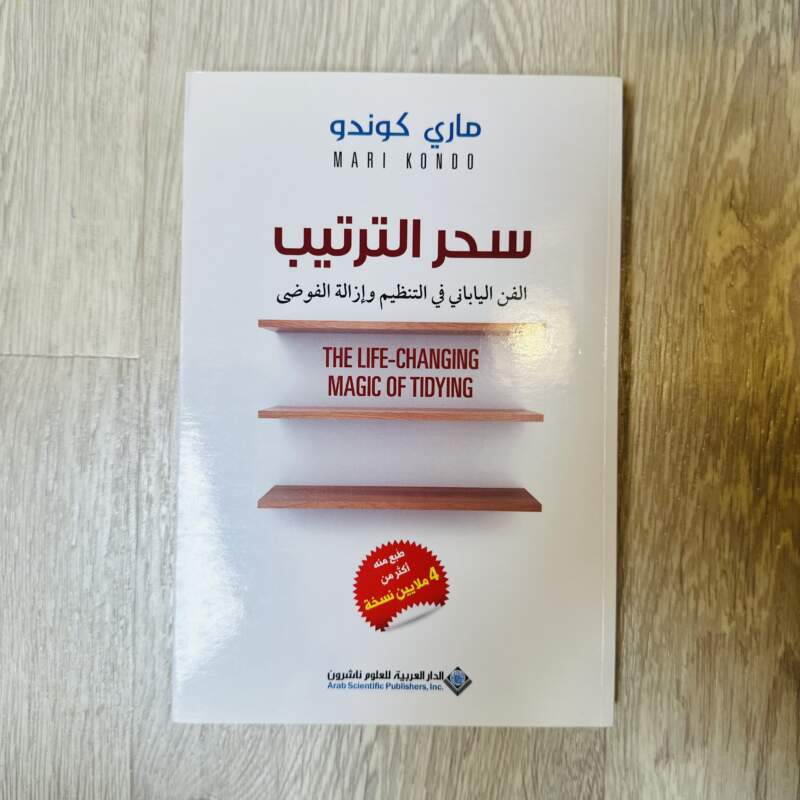 ماري كوندو
MARI KONDO
سحر الترتيب
الفن الياباني في التنظيم وإزالة الفوضى
THE LIFE-CHANGING
MAGIC OF TIDYING
طبع منه
أكثر من
4 ملايين نسخة
الدار العربية للعلوم ناشرون
Arab Scientific Publishers, Inc.